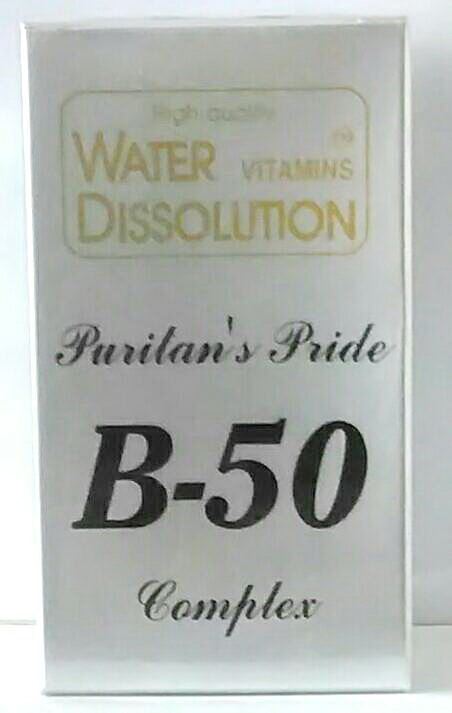 High quality
WATER VITAMINS
DISSOLUTION
Puritan's Pride
B-50
Complex